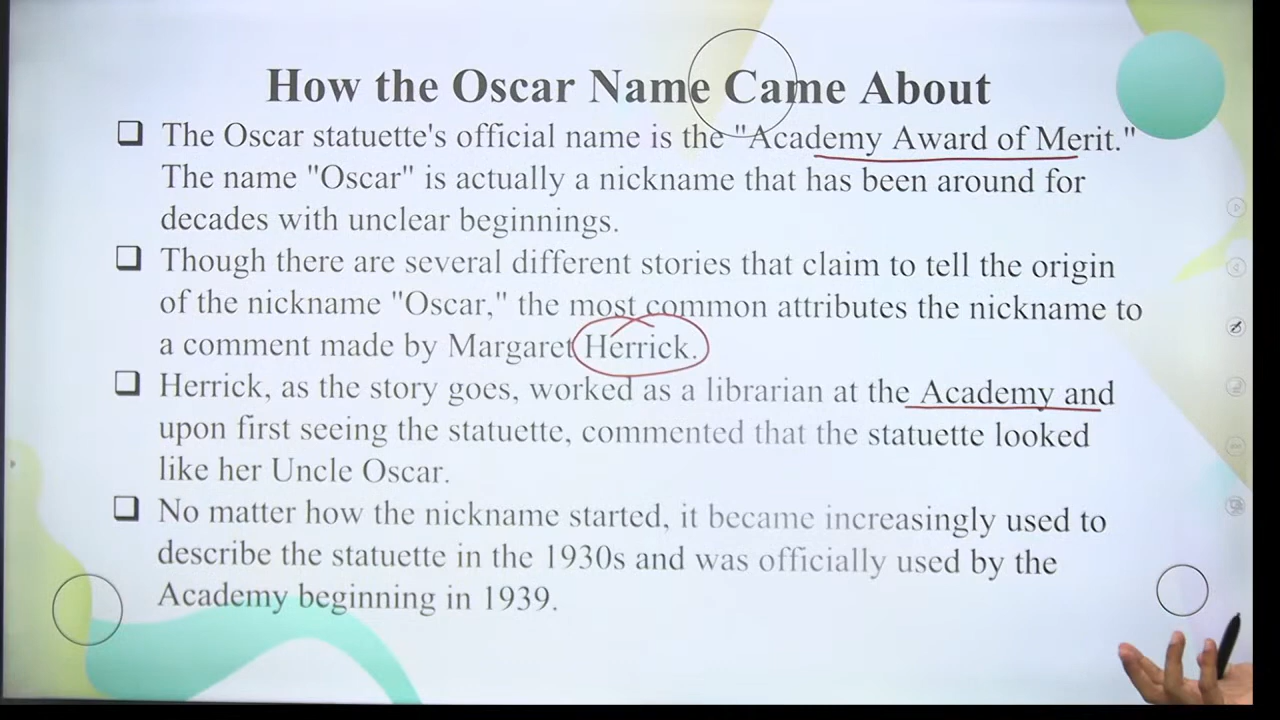 How the Oscar Name Came About
❑ The Oscar statuette's official name is the "Academy Award of Merit."
The name "Oscar" is actually a nickname that has been around for
decades with unclear beginnings.
❑ Though there are several different stories that claim to tell the origin
of the nickname "Oscar," the most common attributes the nickname to
a comment made by Margaret Herrick.
❑ Herrick, as the story goes, worked as a librarian at the Academy and
upon first seeing the statuette, commented that the statuette looked
like her Uncle Oscar.
❑ No matter how the nickname started, it became increasingly used to
describe the statuette in the 1930s and was officially used by the
Academy beginning in 1939.